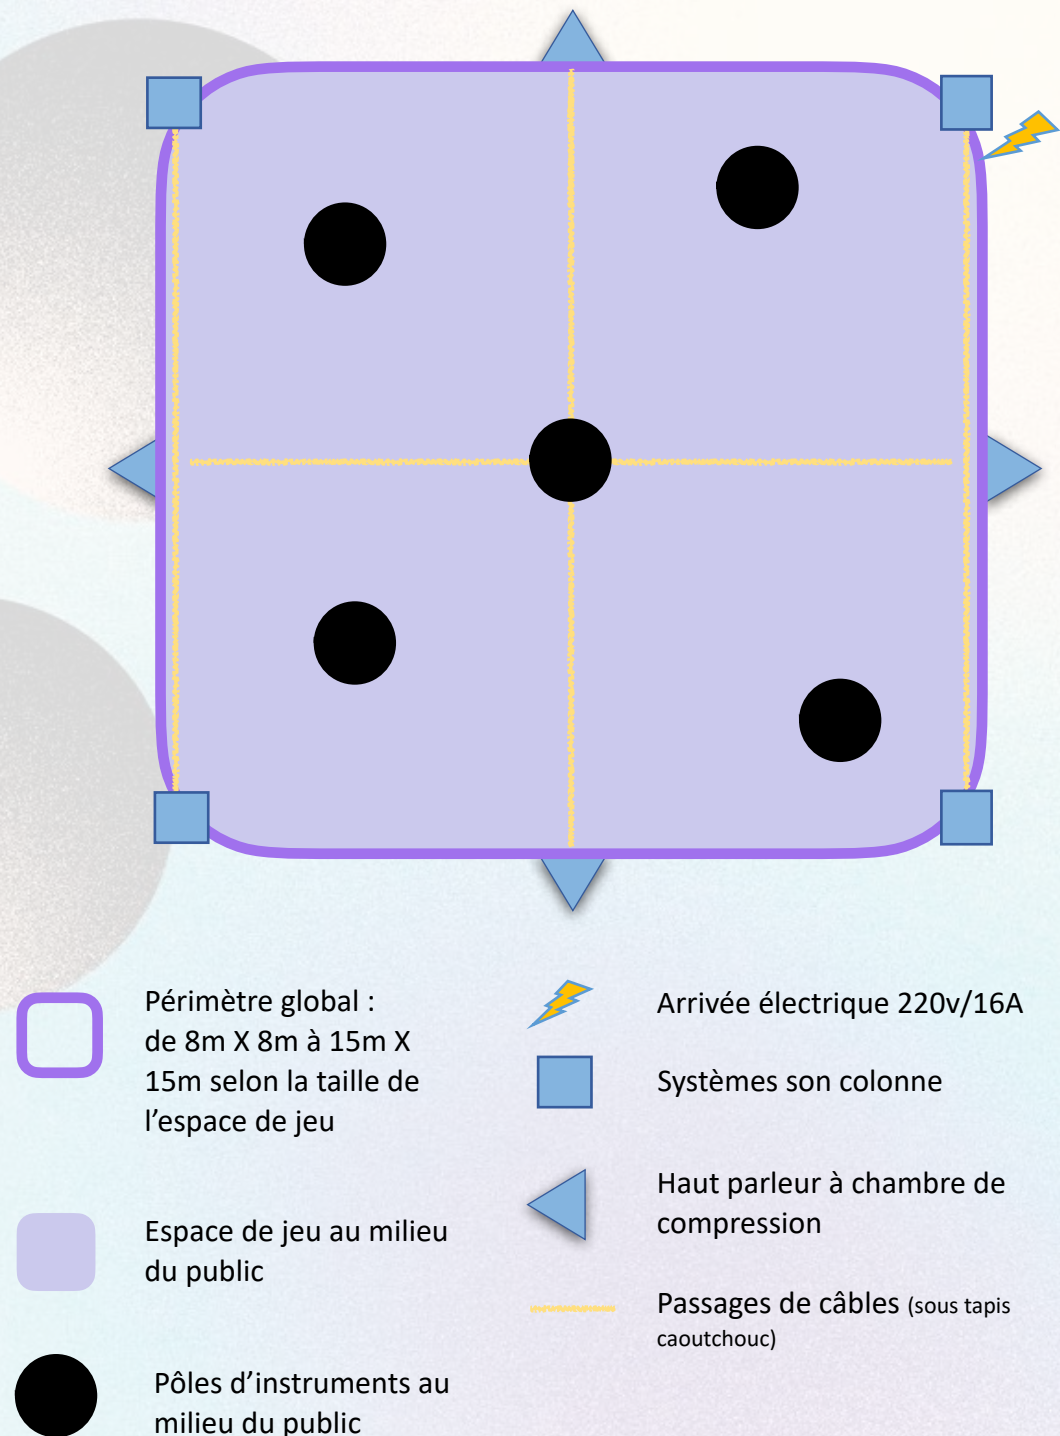 Périmètre global :
de 8m X 8m à 15m X
15m selon la taille de
l’espace de jeu
Espace de jeu au milieu
du public
Pôles d’instruments au
milieu du public
Arrivée électrique 220v/16A
Systèmes son colonne
Haut parleur à chambre de
compression
Passages de câbles (sous tapis
caoutchouc)